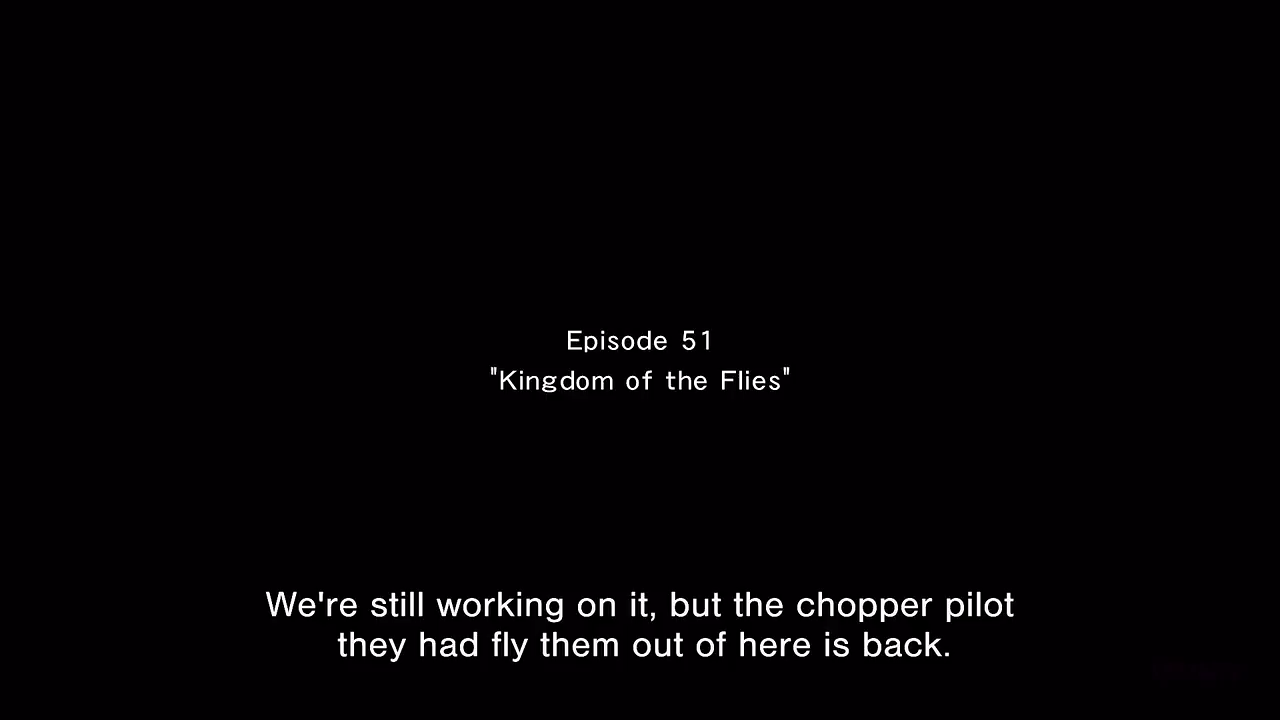 Episode 51
"Kingdom of the Flies"
We're still working on it, but the chopper pilot
they had fly them out of here is back.